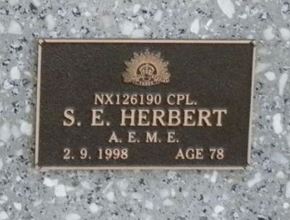 NX126190 CPL.
S. E. HERBERT
A. E. M. E.
2. 9. 1998 AGE 78